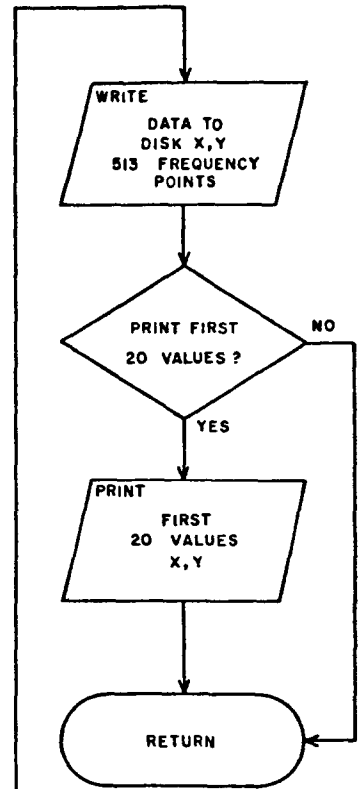 WRITE
DATA TO
DISK X,Y
513 FREQUENCY
POINTS
PRINT FIRST
20 VALUES?
NO
YES
PRINT
FIRST
20 VALUES
X,Y
RETURN